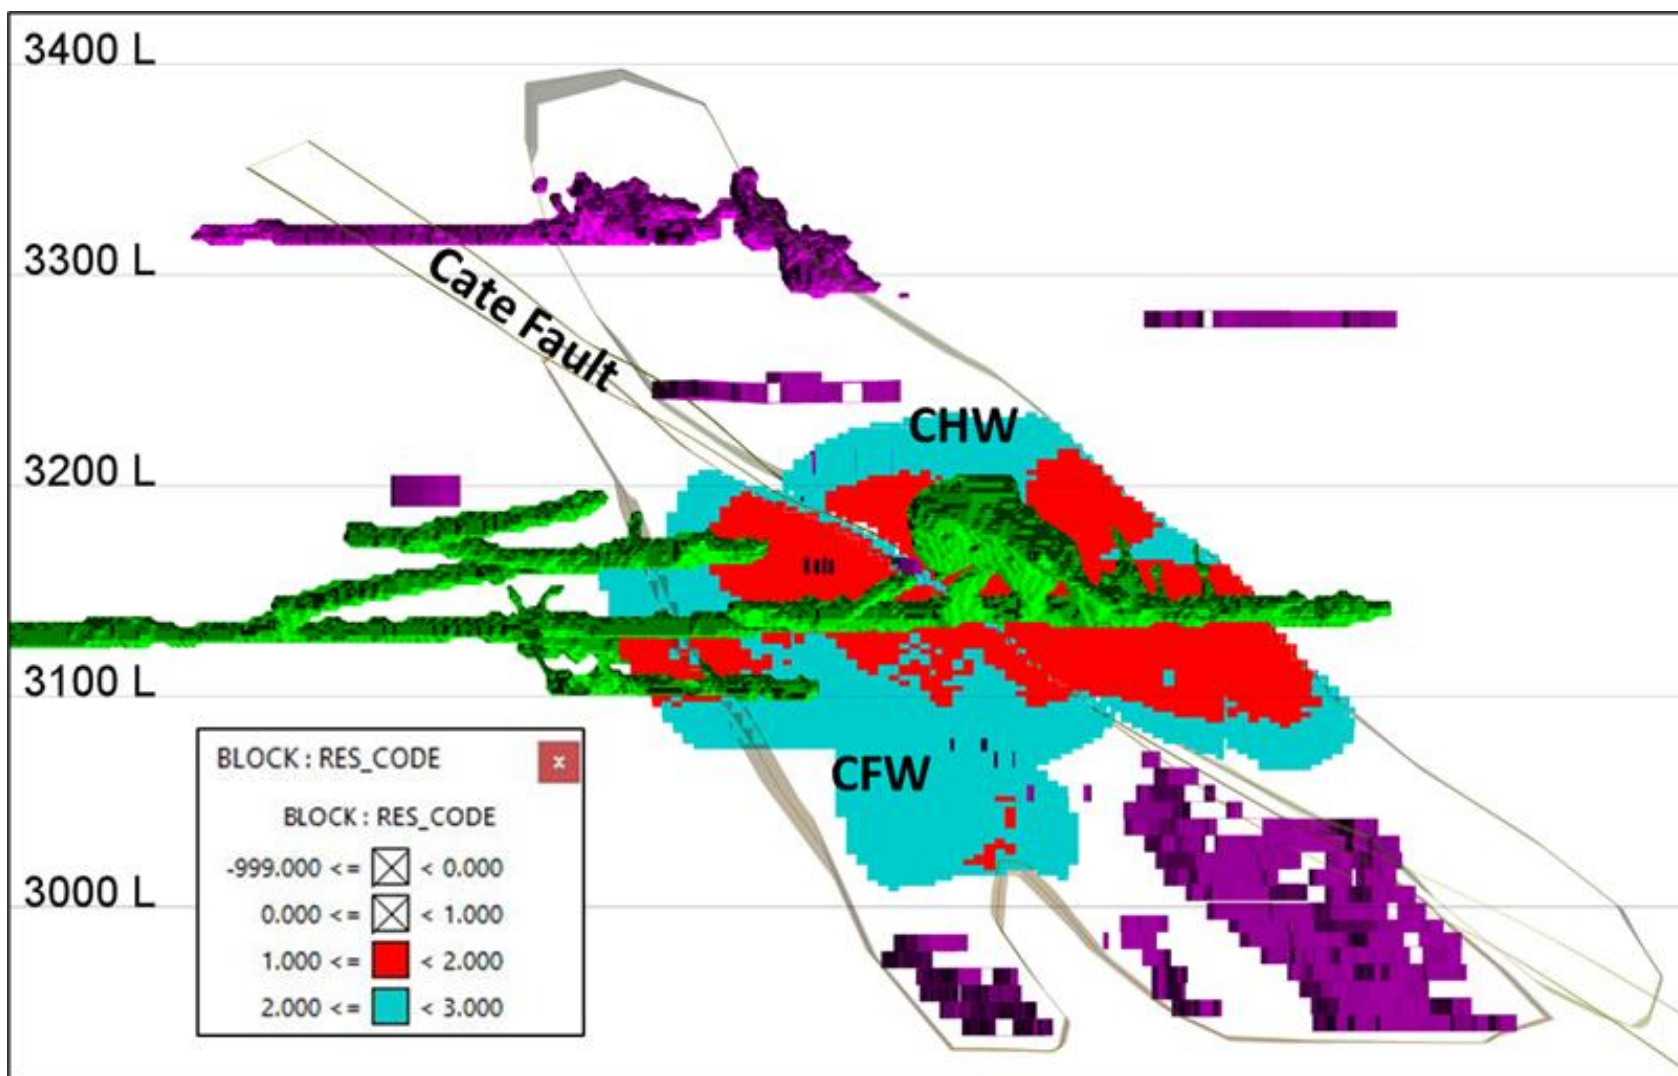 3400 L
3300 L
Cate Fault
CHW
3200 L
3100 L
CFW
3000 L
BLOCK : RES_CODE
x
BLOCK : RES_CODE
-999.000 <= < 0.000
0.000 <= < 1.000
1.000 <= < 2.000
2.000 <= < 3.000